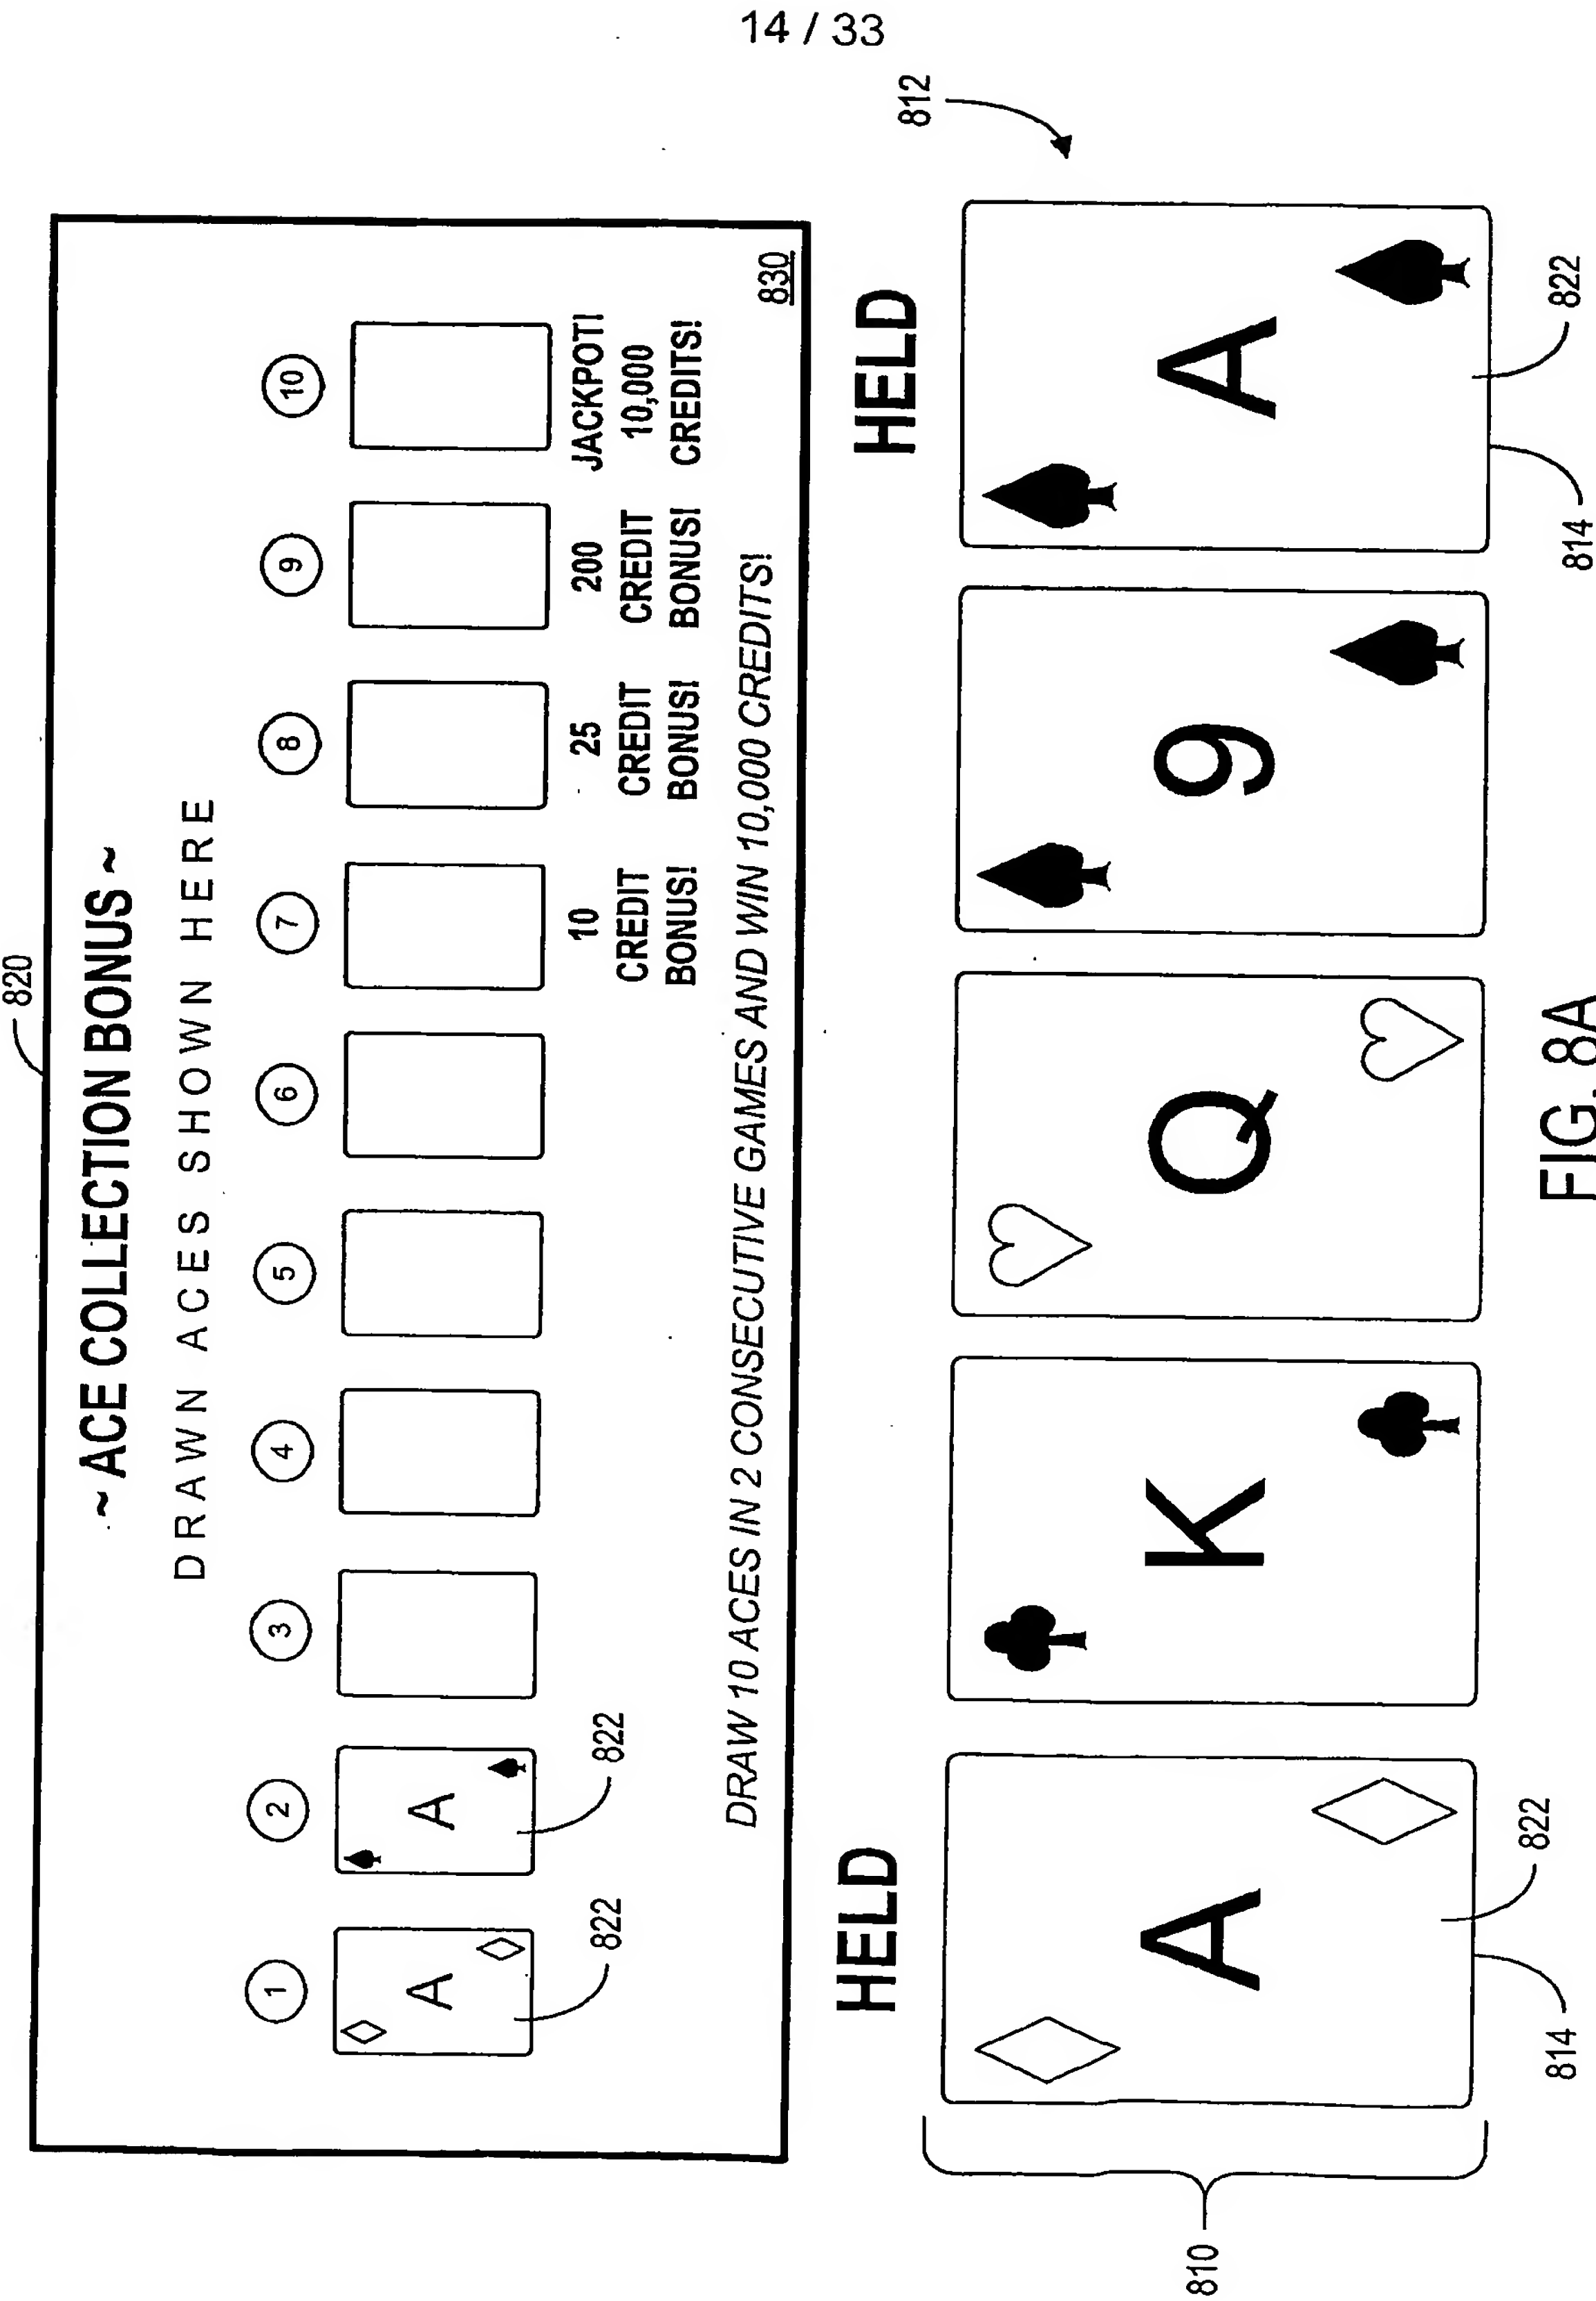 14 / 33
820
~ ACE COLLECTION BONUS ~
DRAWN ACES SHOWN HERE
1 2 3 4 5 6 7 8 9 10
A A
822 822
10 CREDIT BONUS!
25 CREDIT BONUS!
200 CREDIT BONUS!
JACKPOT! 10,000 CREDITS!
DRAW 10 ACES IN 2 CONSECUTIVE GAMES AND WIN 10,000 CREDITS!
830
HELD HELD
812
810
A K Q 9 A
814 822 814 822
FIG. 8A